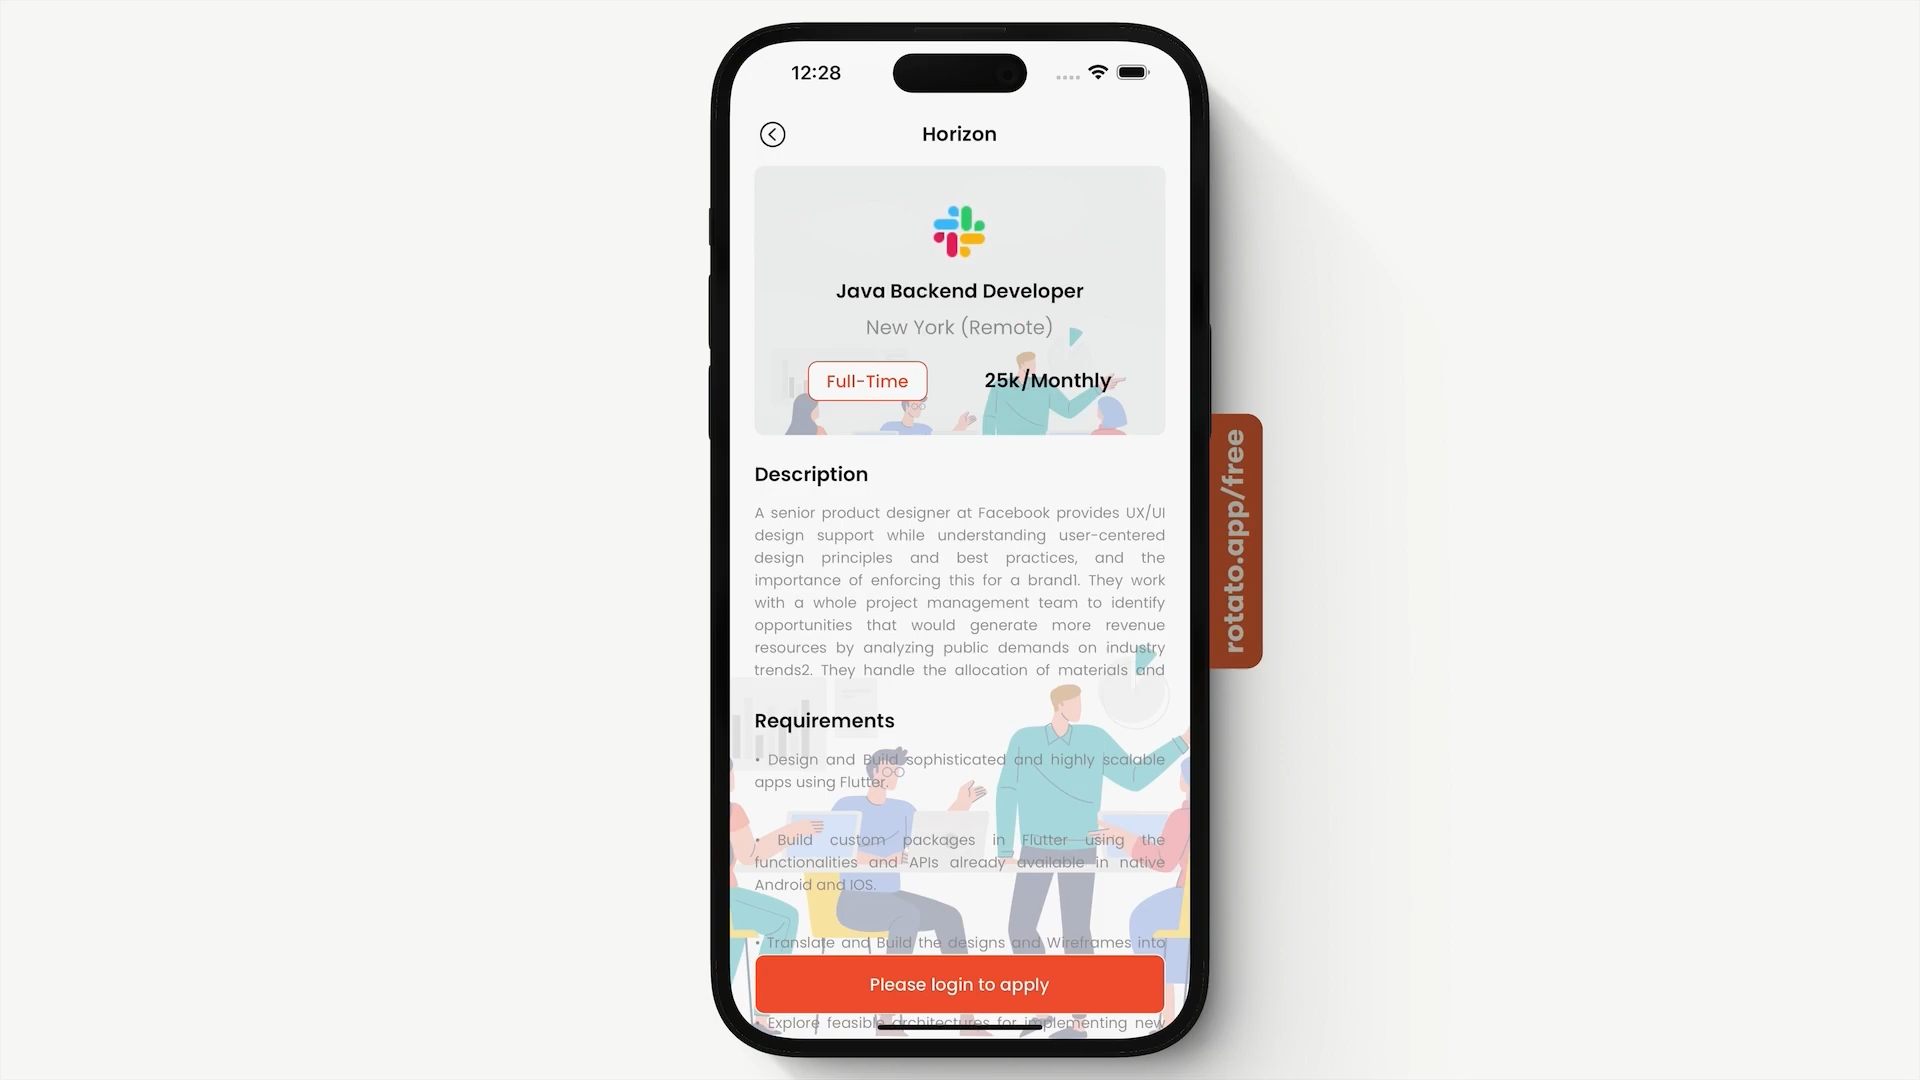 12:28
Horizon
Java Backend Developer
New York (Remote)
Full-Time
25k/Monthly
Description
A senior product designer at Facebook provides UX/UI
design support while understanding user-centered
design principles and best practices, and the
importance of enforcing this for a brand1. They work
with a whole project management team to identify
opportunities that would generate more revenue
resources by analyzing public demands on industry
trends2. They handle the allocation of materials and
Requirements
• Design and Build sophisticated and highly scalable
apps using Flutter.
• Build custom packages in Flutter using the
functionalities and APIs already available in native
Android and IOS.
• Translate and Build the designs and Wireframes into
Please login to apply
• Explore feasible architectures for implementing new
rotato.app/free